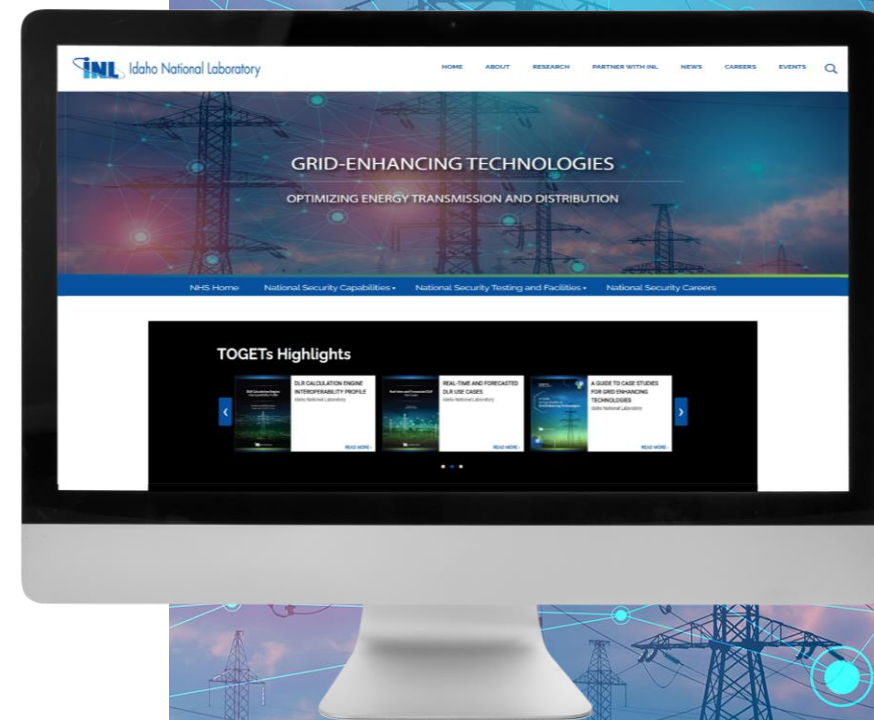 INL Idaho National Laboratory
HOME ABOUT RESEARCH PARTNER WITH INL NEWS CAREERS EVENTS
GRID-ENHANCING TECHNOLOGIES
OPTIMIZING ENERGY TRANSMISSION AND DISTRIBUTION
NHS Home National Security Capabilities National Security Testing and Facilities National Security Careers
TOGETs Highlights
DLR CALCULATION ENGINE
INTEROPERABILITY PROFILE
Idaho National Laboratory
READ MORE
REAL-TIME AND FORECASTED
DLR USE CASES
Idaho National Laboratory
READ MORE
A GUIDE TO CASE STUDIES
FOR GRID ENHANCING
TECHNOLOGIES
Idaho National Laboratory
READ MORE